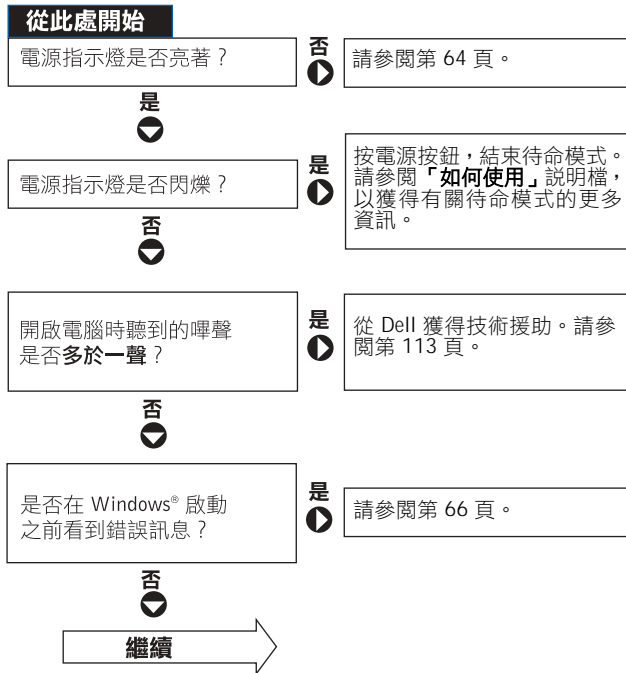 從此處開始
電源指示燈是否亮著？
否
請參閱第 64 頁。
是
電源指示燈是否閃爍？
是
按電源按鈕，結束待命模式。
請參閱「如何使用」説明檔，
以獲得有關待命模式的更多
資訊。
否
開啟電腦時聽到的嗶聲
是否多於一聲？
是
從 Dell 獲得技術援助。請參
閱第 113 頁。
否
是否在 Windows® 啟動
之前看到錯誤訊息？
是
請參閱第 66 頁。
否
繼續